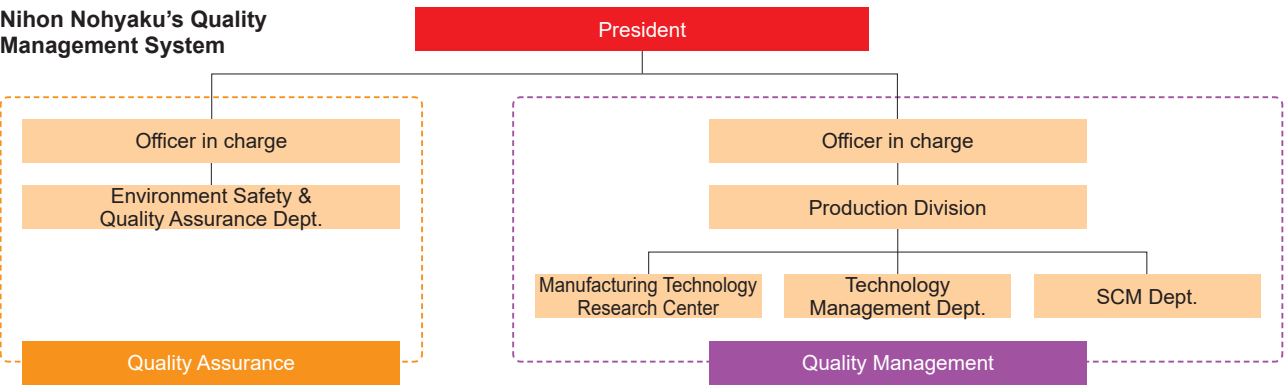 Nihon Nohyaku’s Quality
Management System
President
Officer in charge
Environment Safety &
Quality Assurance Dept.
Quality Assurance
Officer in charge
Production Division
Manufacturing Technology
Research Center
Technology
Management Dept.
SCM Dept.
Quality Management